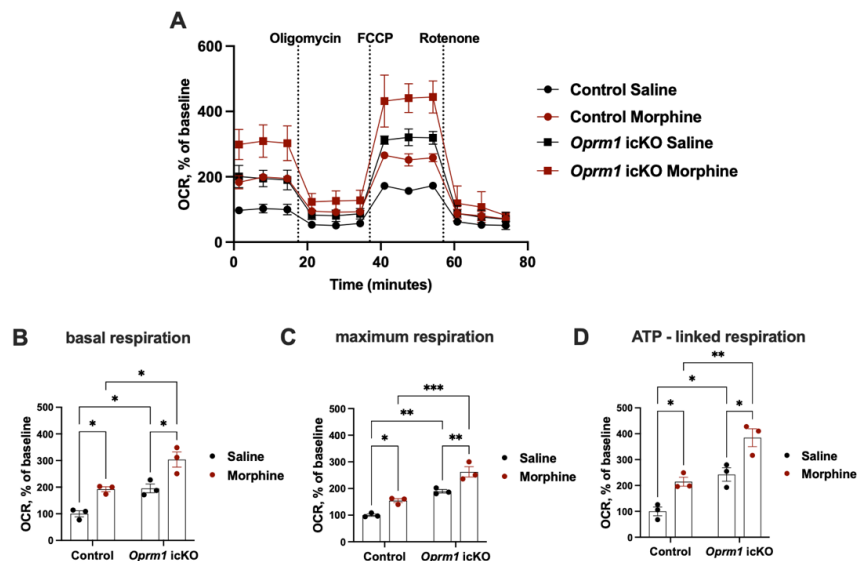 A
600
400
200
0
OCR, % of baseline
Oligomycin FCCP Rotenone
0 20 40 60 80
Time (minutes)
Control Saline
Control Morphine
Oprm1 icKO Saline
Oprm1 icKO Morphine
B basal respiration
* 
*
* *
500
400
300
200
100
0
OCR, % of baseline
Control Oprm1 icKO
Saline
Morphine
C maximum respiration
***
**
* **
500
400
300
200
100
0
OCR, % of baseline
Control Oprm1 icKO
Saline
Morphine
D ATP - linked respiration
**
*
* *
500
400
300
200
100
0
OCR, % of baseline
Control Oprm1 icKO
Saline
Morphine